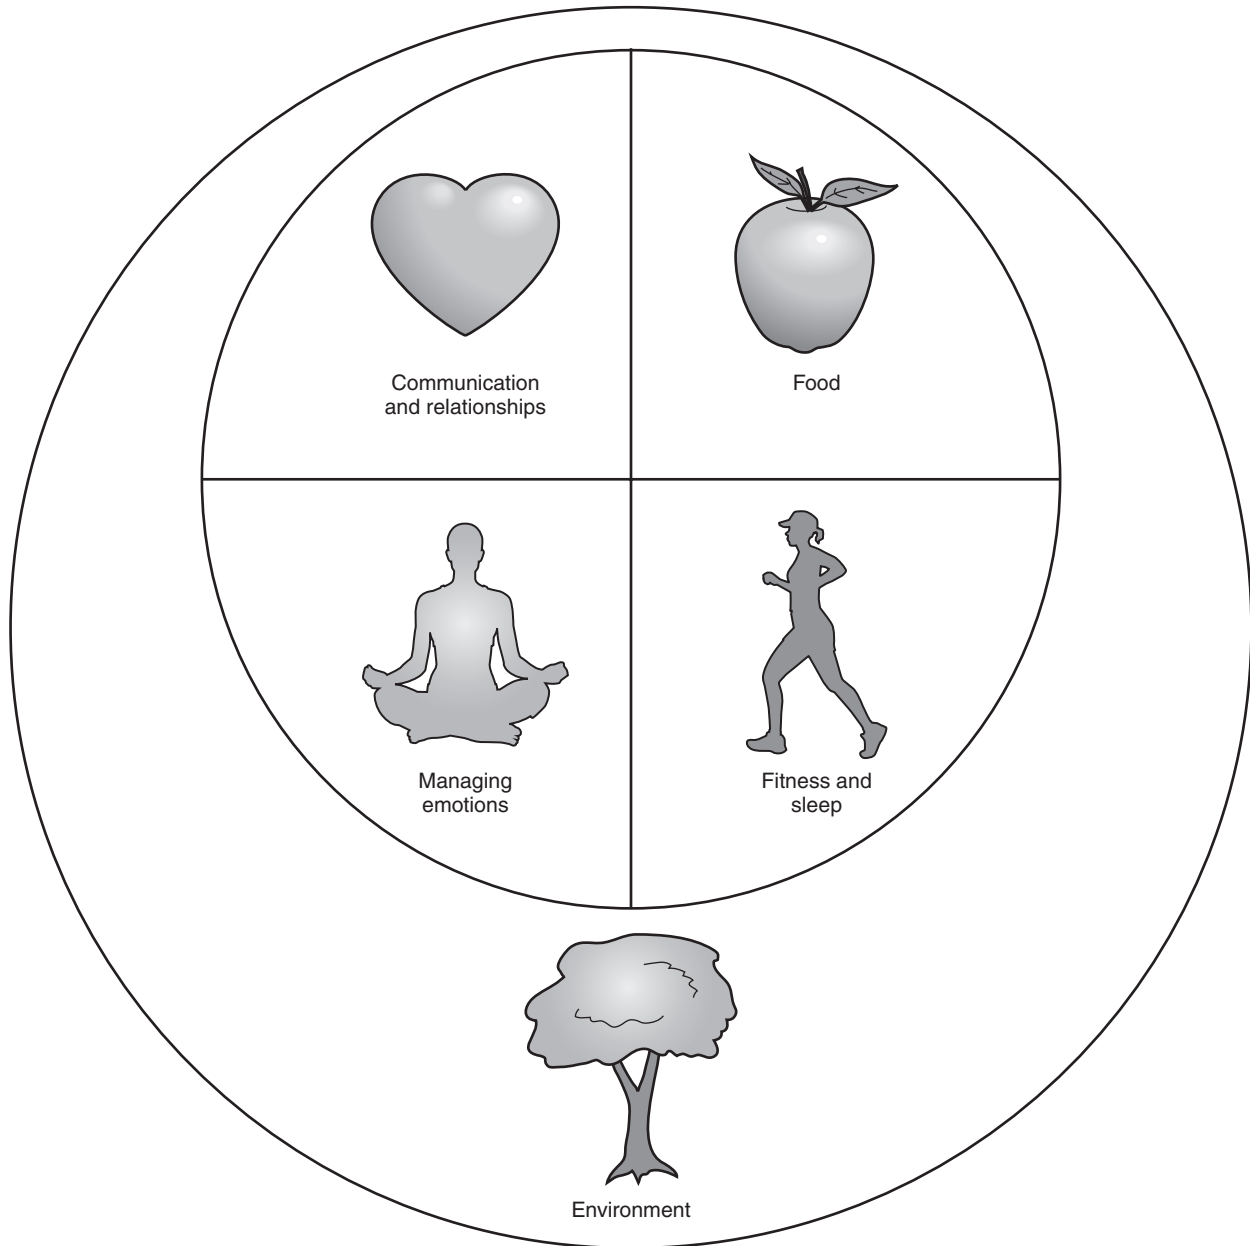 Communication
and relationships
Food
Managing
emotions
Fitness and
sleep
Environment